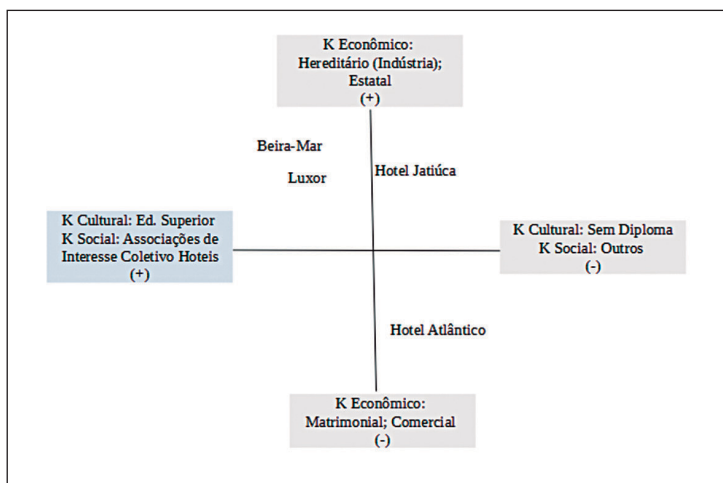 K Econômico:
Hereditário (Indústria);
Estatal
(+)
Beira-Mar
Luxor
Hotel Jatiúca
K Cultural: Ed. Superior
K Social: Associações de
Interesse Coletivo Hoteis
(+)
K Cultural: Sem Diploma
K Social: Outros
(-)
Hotel Atlântico
K Econômico:
Matrimonial; Comercial
(-)